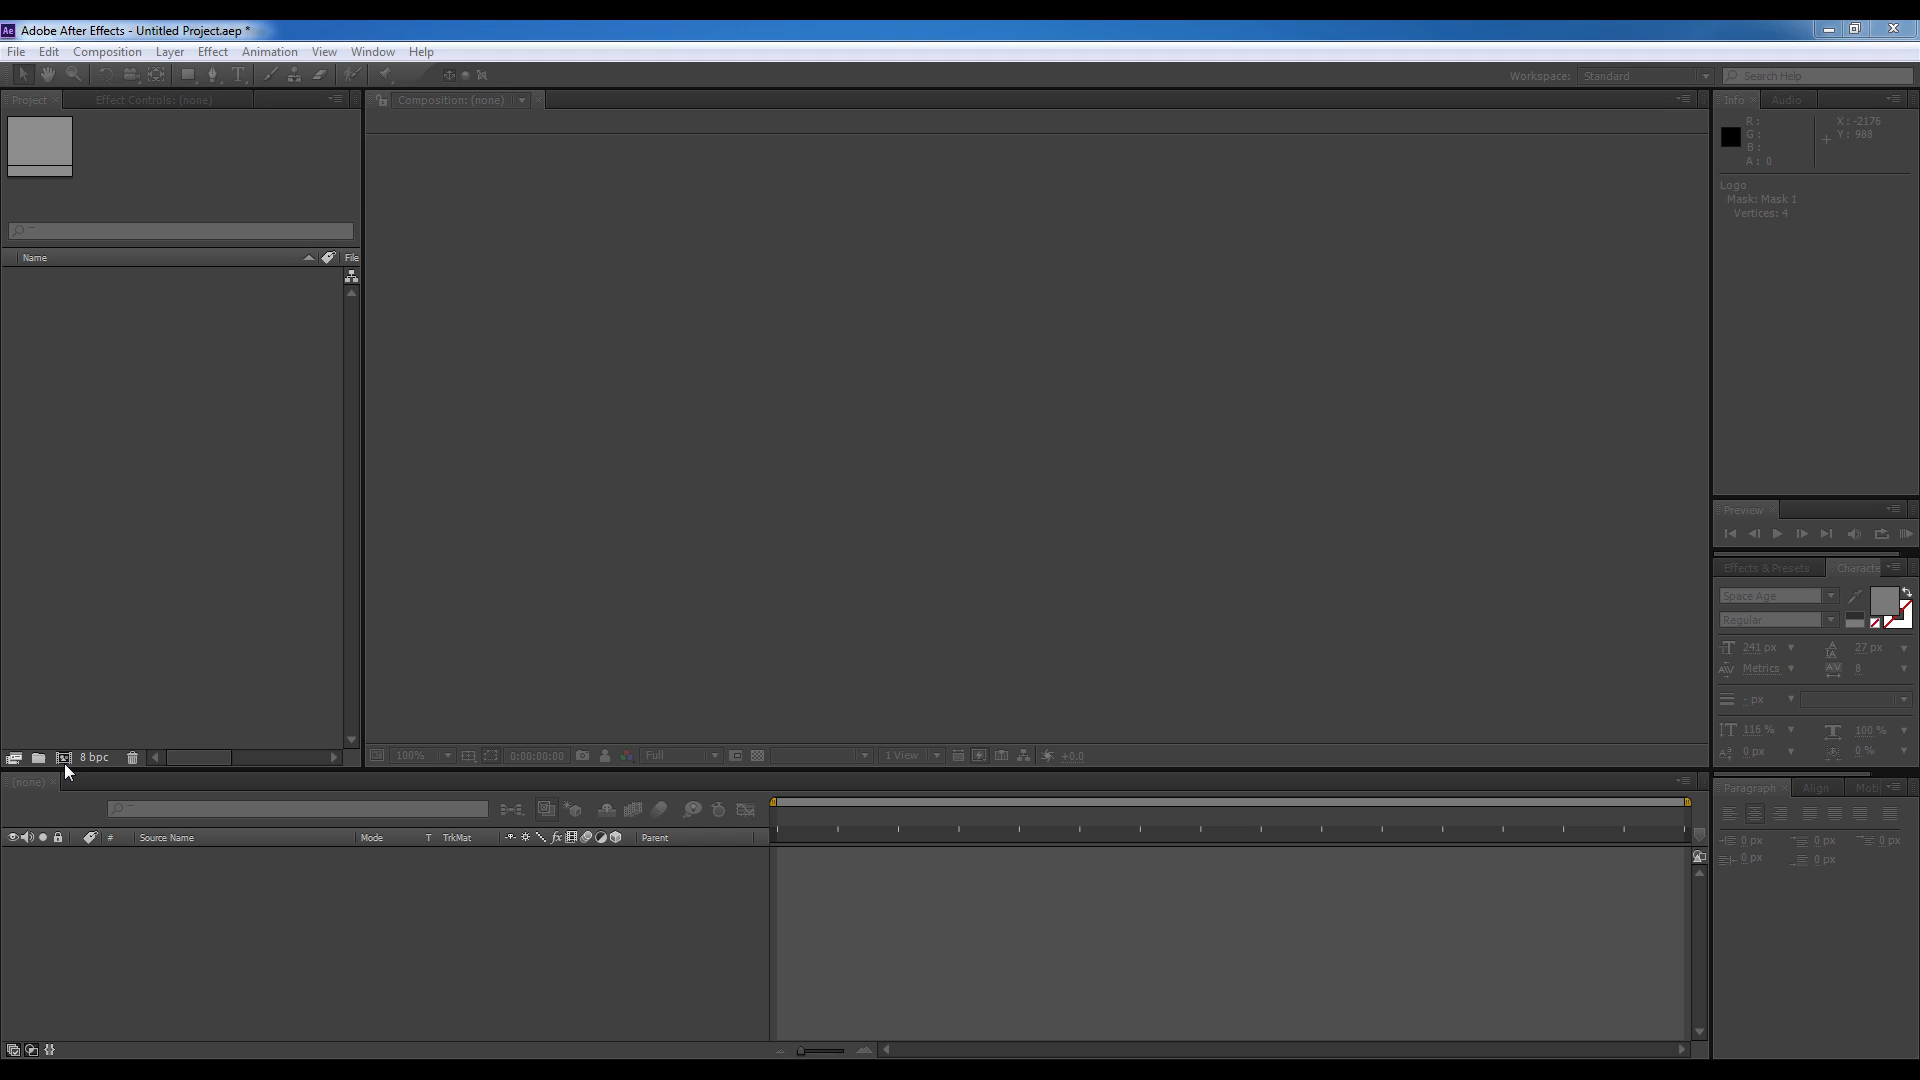 Ae Adobe After Effects - Untitled Project.aep *
File Edit Composition Layer Effect Animation View Window Help
T Workspace: Standard Search Help
Project Effect Controls: (none) Composition: (none) Info Audio
R :
G :
B :
A : 0
X : -2176
Y : 988
Logo
Mask: Mask 1
Vertices: 4
Name File
Preview
Effects & Presets Characte
Space Age
Regular
241 px 27 px
Metrics 8
- px
116 % 100 %
0 px 0 %
8 bpc
100% 0:00:00:00 Full 1 View +0.0
(none)
# Source Name Mode T TrkMat fx Parent
Paragraph Align Moti
0 px 0 px 0 px
0 px 0 px